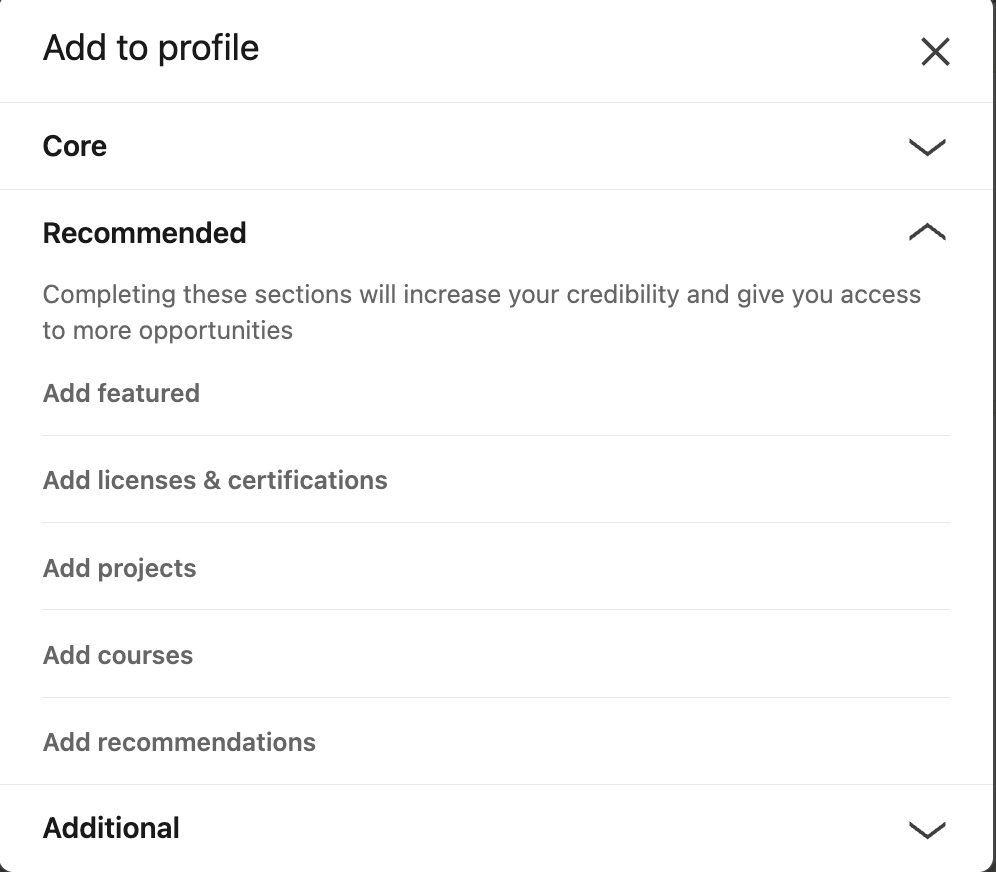 Add to profile
Core
Recommended
Completing these sections will increase your credibility and give you access
to more opportunities
Add featured
Add licenses & certifications
Add projects
Add courses
Add recommendations
Additional